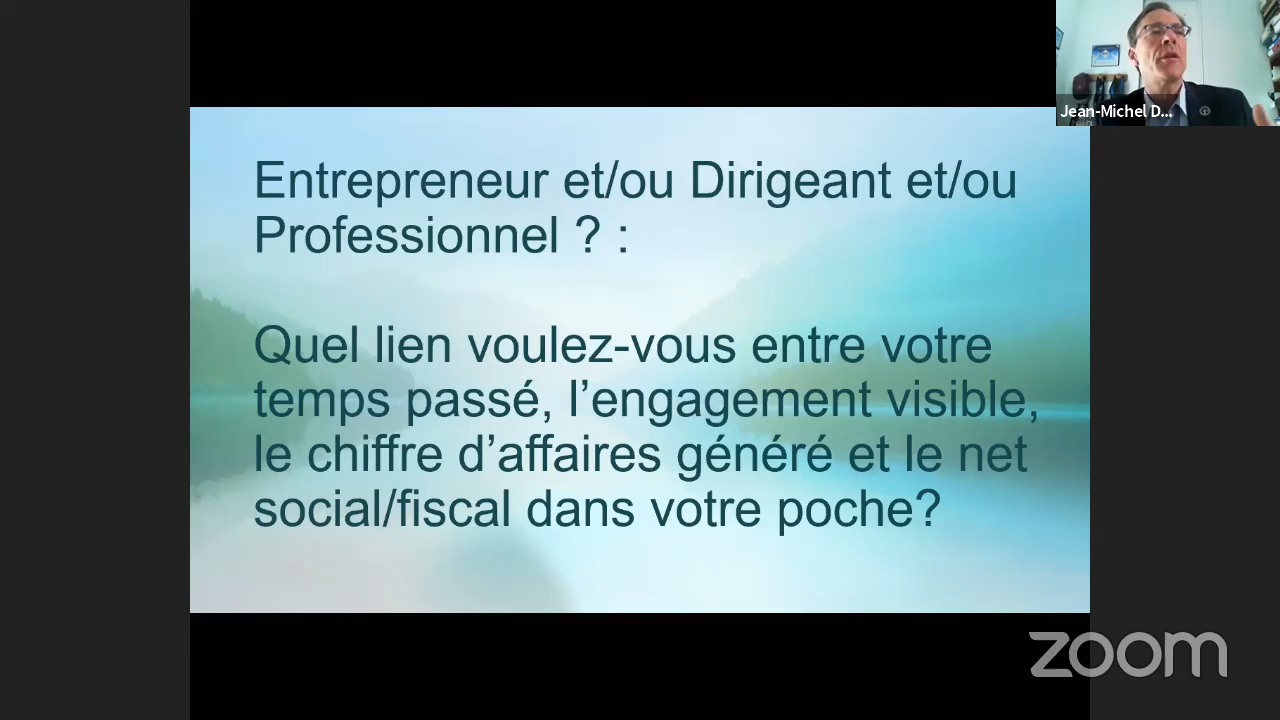 Jean-Michel D...
Entrepreneur et/ou Dirigeant et/ou
Professionnel ? :
Quel lien voulez-vous entre votre
temps passé, l’engagement visible,
le chiffre d’affaires généré et le net
social/fiscal dans votre poche?
zoom